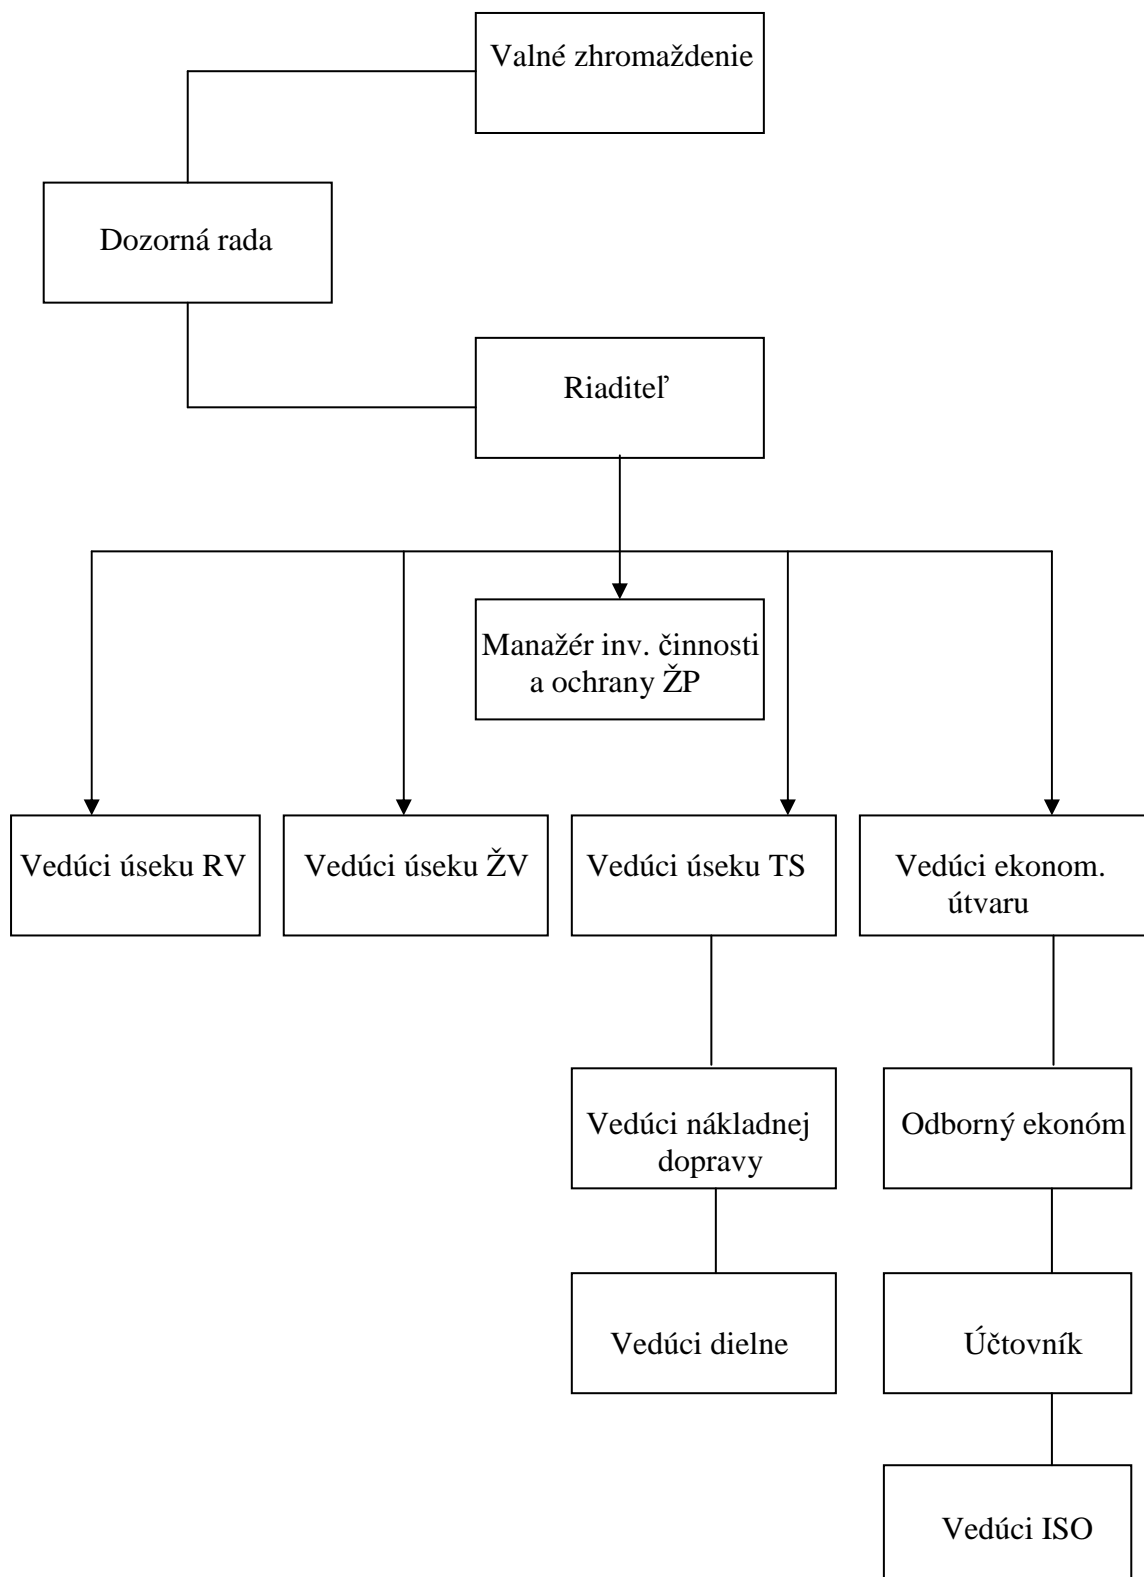 Valné zhromaždenie
Dozorná rada
Riaditeľ
Manažér inv. činnosti
a ochrany ŽP
Vedúci úseku RV
Vedúci úseku ŽV
Vedúci úseku TS
Vedúci ekonom.
útvaru
Vedúci nákladnej
dopravy
Odborný ekonóm
Vedúci dielne
Účtovník
Vedúci ISO